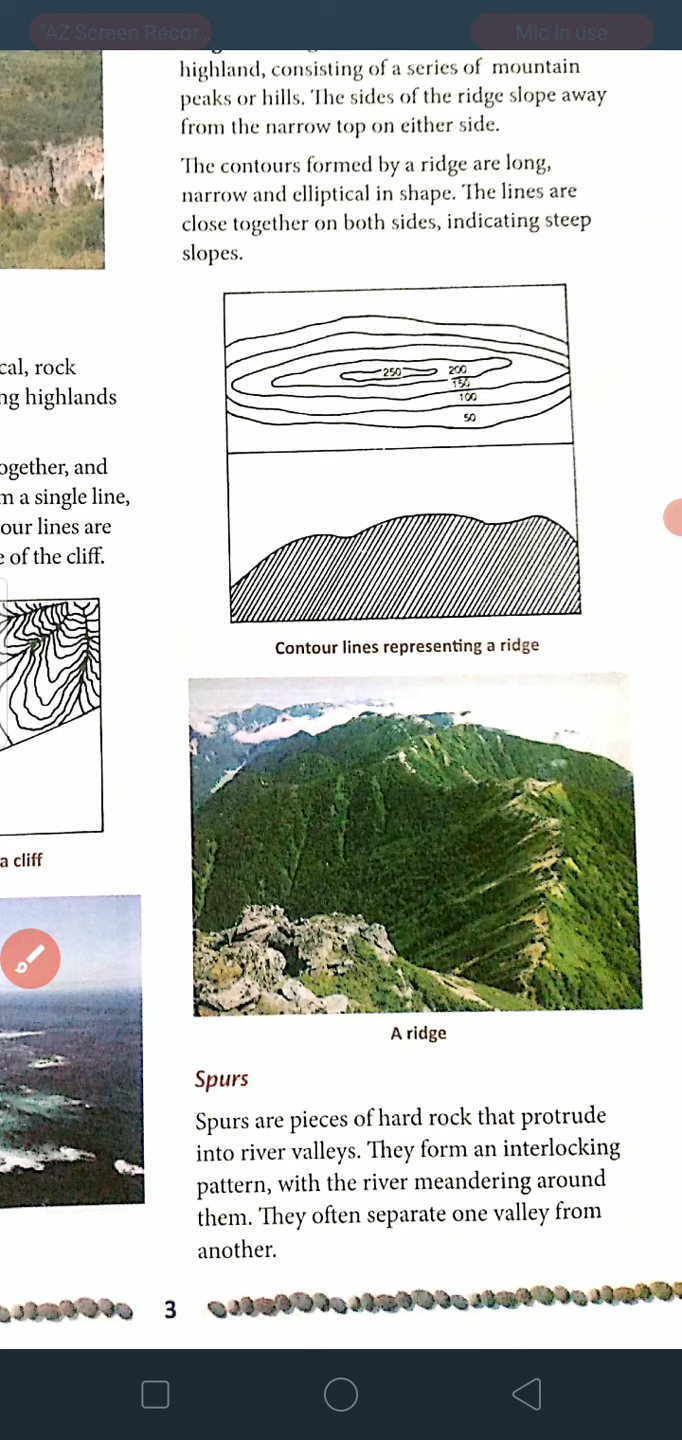 "AZ Screen Recor...
Mic in use
highland, consisting of a series of mountain
peaks or hills. The sides of the ridge slope away
from the narrow top on either side.
The contours formed by a ridge are long,
narrow and elliptical in shape. The lines are
close together on both sides, indicating steep
slopes.
cal, rock
ng highlands
ogether, and
m a single line,
our lines are
e of the cliff.
a cliff
250
200
150
100
50
Contour lines representing a ridge
A ridge
Spurs
Spurs are pieces of hard rock that protrude
into river valleys. They form an interlocking
pattern, with the river meandering around
them. They often separate one valley from
another.
3